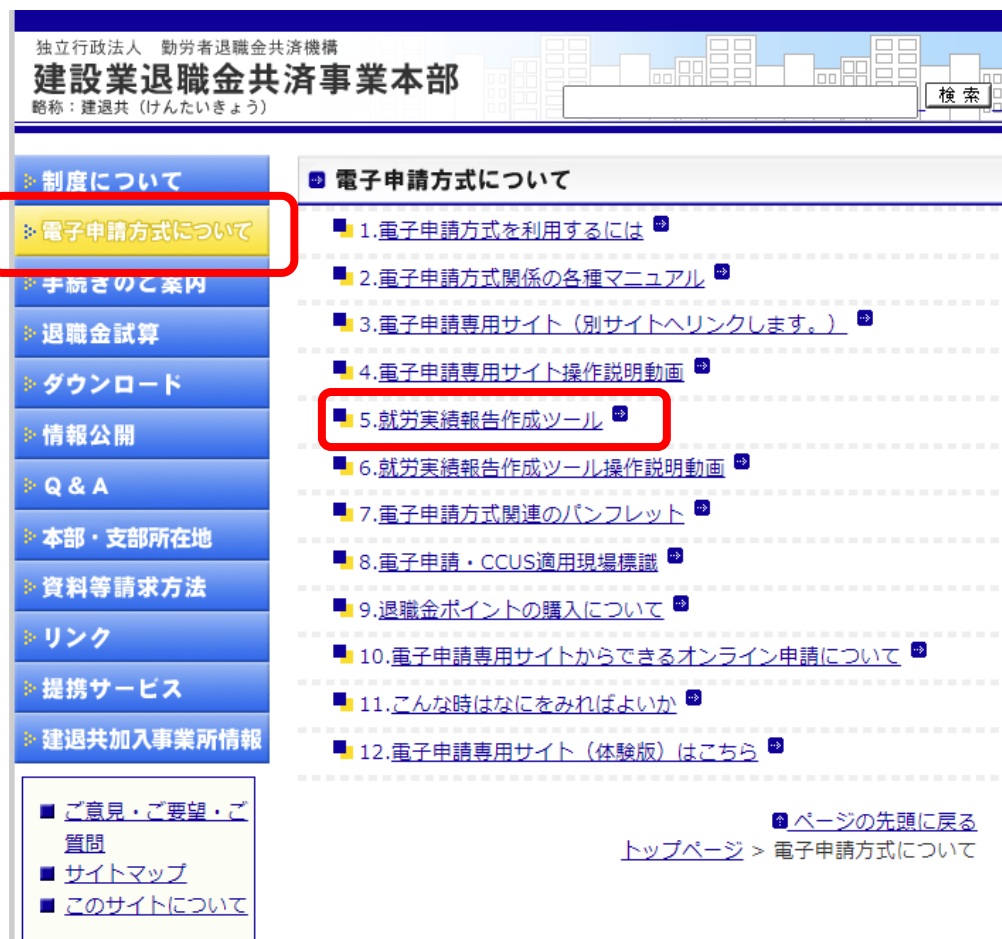 独立行政法人 勤労者退職金共済機構
建設業退職金共済事業本部
略称：建退共（けんたいきょう）
検 索
制度について
電子申請方式について
手続きのご案内
退職金試算
ダウンロード
情報公開
Q & A
本部・支部所在地
資料等請求方法
リンク
提携サービス
建退共加入事業所情報
ご意見・ご要望・ご
質問
サイトマップ
このサイトについて
電子申請方式について
1.電子申請方式を利用するには
2.電子申請方式関係の各種マニュアル
3.電子申請専用サイト（別サイトへリンクします。）
4.電子申請専用サイト操作説明動画
5.就労実績報告作成ツール
6.就労実績報告作成ツール操作説明動画
7.電子申請方式関連のパンフレット
8.電子申請・CCUS適用現場標識
9.退職金ポイントの購入について
10.電子申請専用サイトからできるオンライン申請について
11.こんな時はなにをみればよいか
12.電子申請専用サイト（体験版）はこちら
ページの先頭に戻る
トップページ > 電子申請方式について